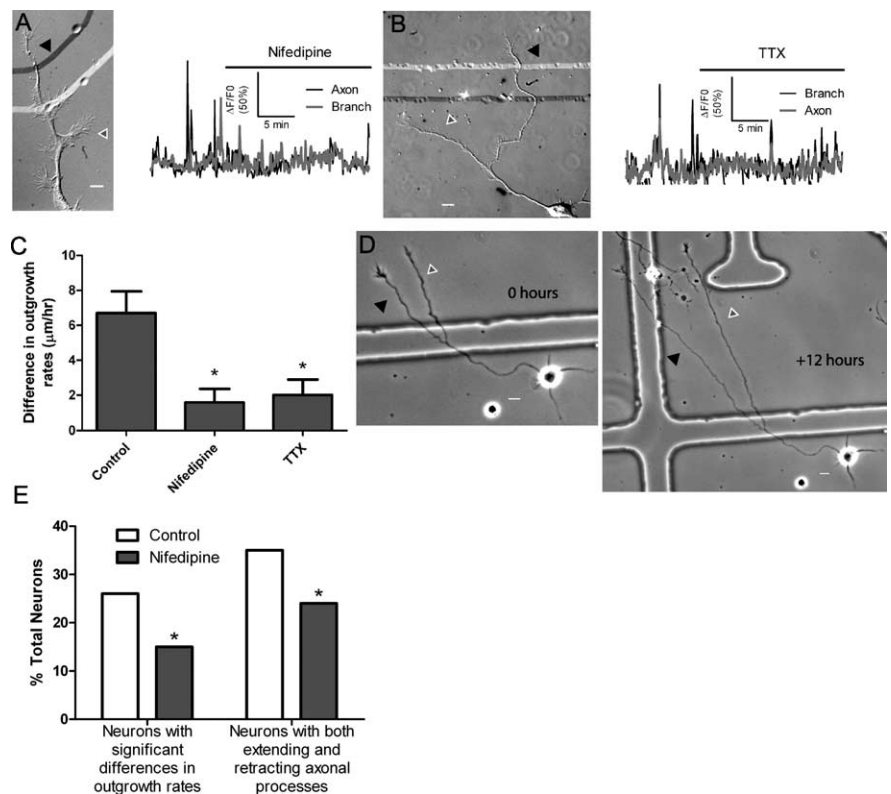 A
Nifedipine
ΔF/F0
(50%)
5 min
Axon
Branch
B
TTX
ΔF/F0
(50%)
5 min
Branch
Axon
C
Difference in outgrowth
rates (μm/hr)
10
8
6
4
2
0
Control
Nifedipine
TTX
*
*
D
0 hours
+12 hours
E
% Total Neurons
40
30
20
10
0
Control
Nifedipine
*
*
Neurons with
significant
differences in
outgrowth rates
Neurons with both
extending and
retracting axonal
processes